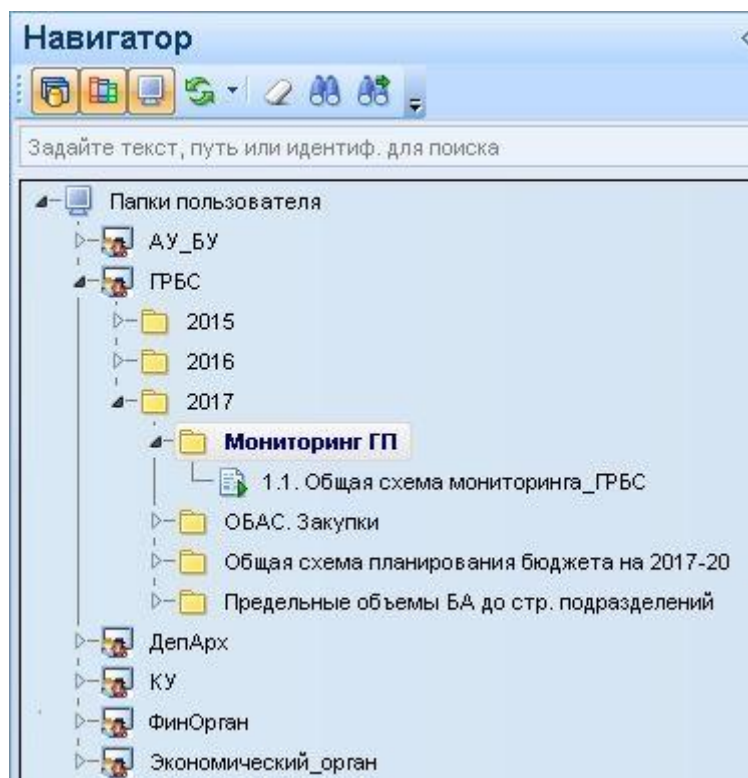 Навигатор
Задайте текст, путь или идентиф. для поиска
Папки пользователя
АУ_БУ
ГРБС
2015
2016
2017
Мониторинг ГП
1.1. Общая схема мониторинга_ГРБС
ОБАС. Закупки
Общая схема планирования бюджета на 2017-20
Предельные объемы БА до стр. подразделений
ДепАрх
КУ
ФинОрган
Экономический_орган